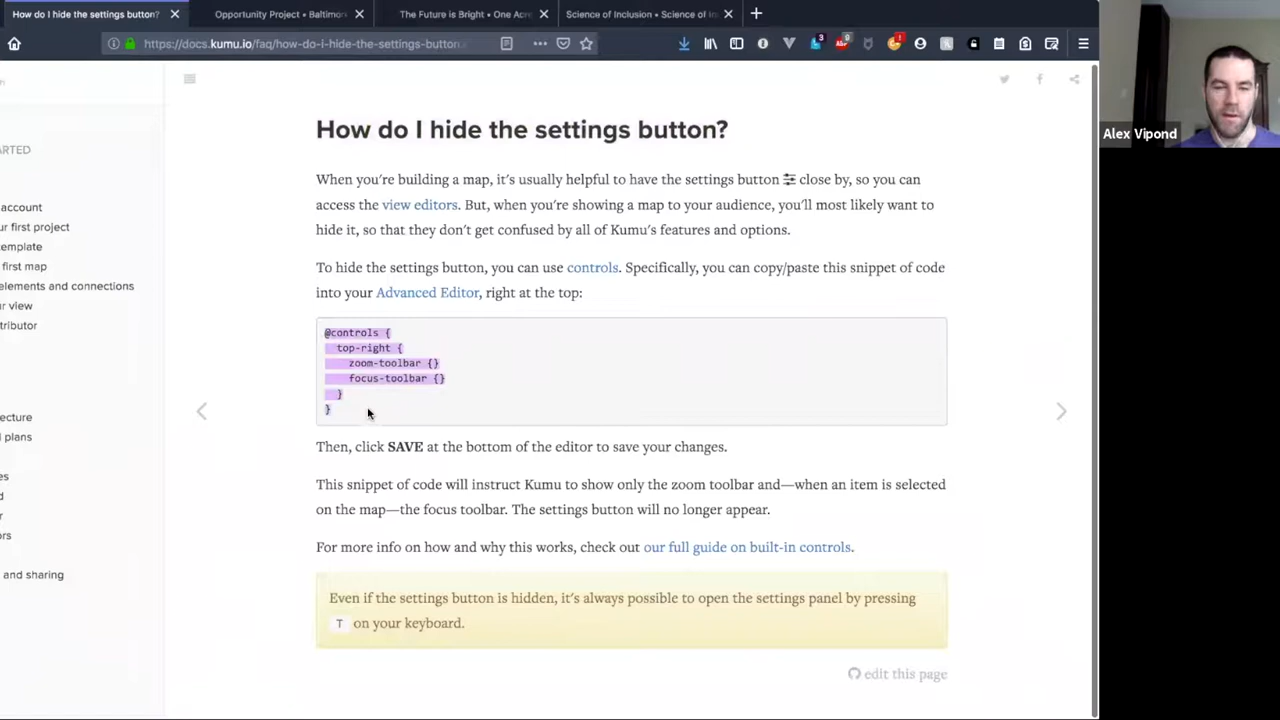 How do I hide the settings button?
Opportunity Project • Baltimor
The Future is Bright • One Acre
Science of Inclusion • Science of In
https://docs.kumu.io/faq/how-do-i-hide-the-settings-button.
3
0
1
Alex Vipond
ARTED
account
ur first project
template
first map
elements and connections
ur view
tributor
ecture
d plans
es
d
r
ors
and sharing
How do I hide the settings button?
When you're building a map, it's usually helpful to have the settings button close by, so you can
access the view editors. But, when you're showing a map to your audience, you'll most likely want to
hide it, so that they don't get confused by all of Kumu's features and options.
To hide the settings button, you can use controls. Specifically, you can copy/paste this snippet of code
into your Advanced Editor, right at the top:
@controls {
top-right {
zoom-toolbar {}
focus-toolbar {}
}
}
Then, click SAVE at the bottom of the editor to save your changes.
This snippet of code will instruct Kumu to show only the zoom toolbar and—when an item is selected
on the map—the focus toolbar. The settings button will no longer appear.
For more info on how and why this works, check out our full guide on built-in controls.
Even if the settings button is hidden, it's always possible to open the settings panel by pressing
T on your keyboard.
edit this page